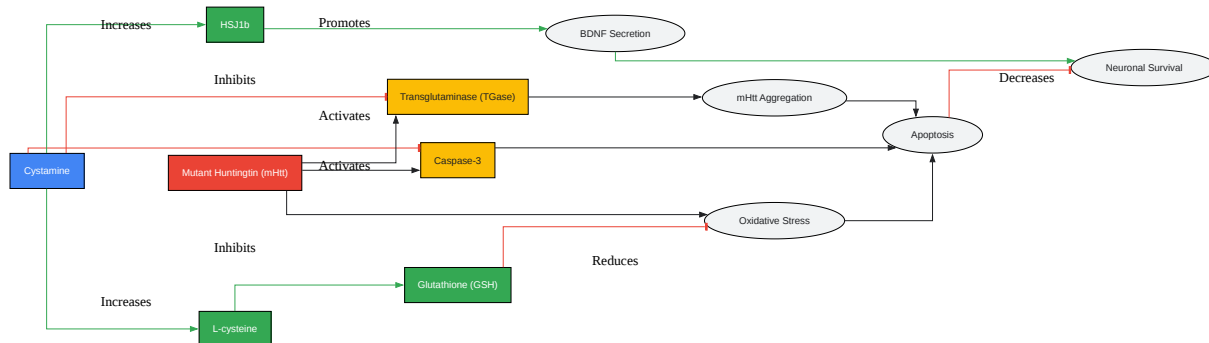 Increases
HSJ1b
Promotes
BDNF Secretion
Neuronal Survival
Decreases
Inhibits
Transglutaminase (TGase)
mHtt Aggregation
Activates
Apoptosis
Cystamine
Mutant Huntingtin (mHtt)
Activates
Caspase-3
Oxidative Stress
Inhibits
Reduces
Glutathione (GSH)
Increases
L-cysteine